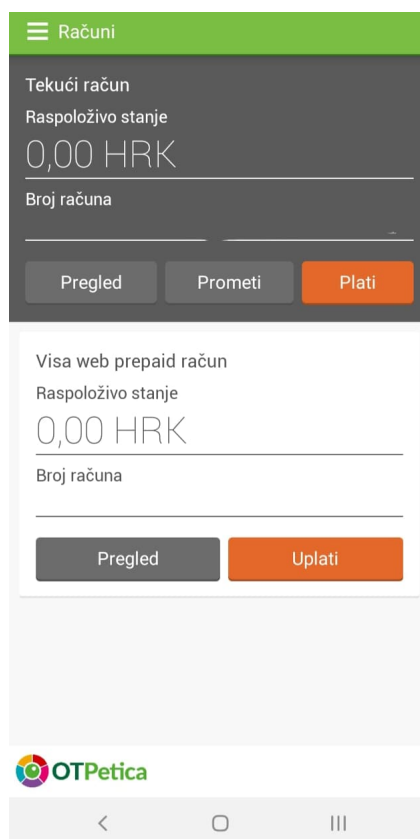 Računi
Tekući račun
Raspoloživo stanje
0,00 HRK
Broj računa
Pregled Prometi Plati
Visa web prepaid račun
Raspoloživo stanje
0,00 HRK
Broj računa
Pregled Uplati
OTPetica